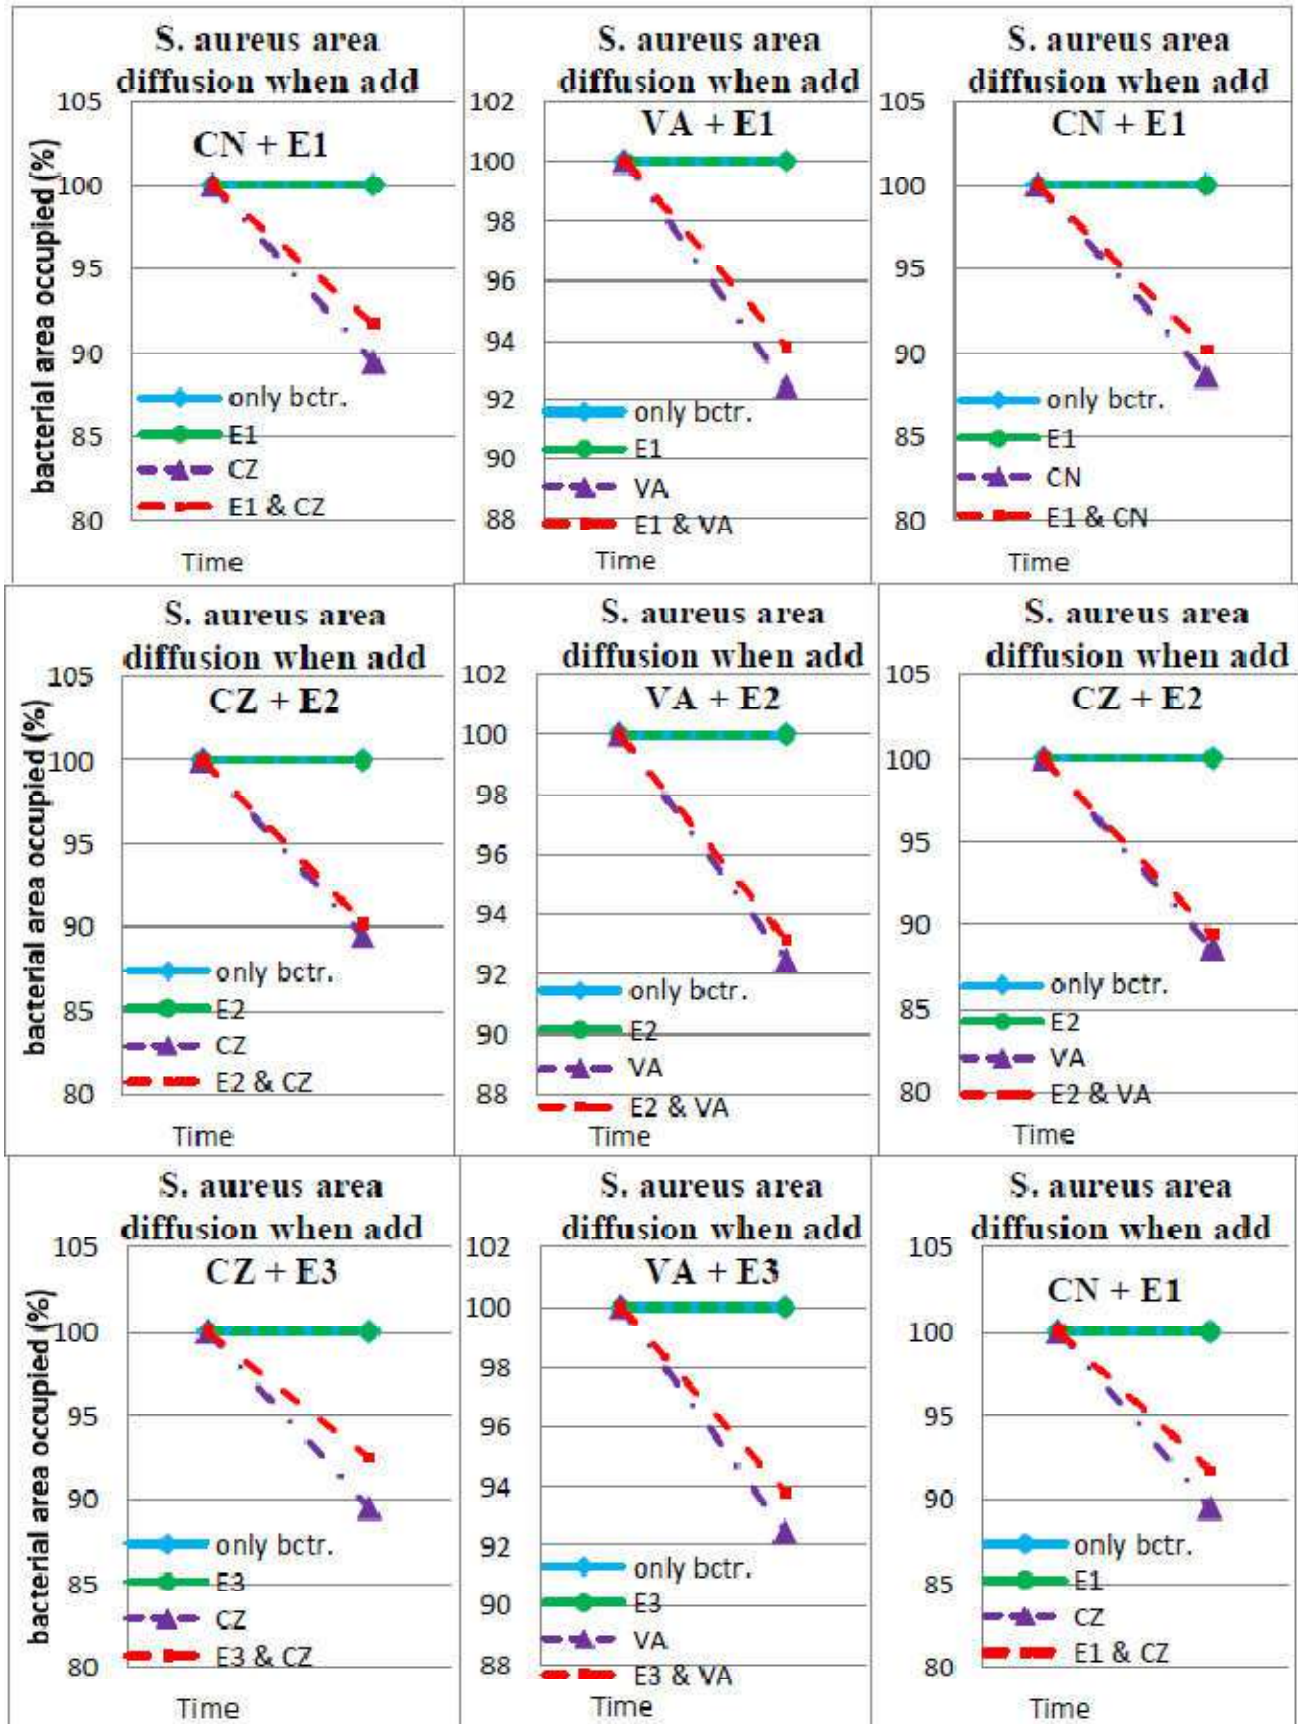 S. aureus area
diffusion when add
CN + E1
bacterial area occupied (%)
105
100
95
90
85
80
only bctr.
E1
CZ
E1 & CZ
Time
S. aureus area
diffusion when add
VA + E1
102
100
98
96
94
92
90
88
only bctr.
E1
VA
E1 & VA
Time
S. aureus area
diffusion when add
CN + E1
105
100
95
90
85
80
only bctr.
E1
CN
E1 & CN
Time
S. aureus area
diffusion when add
CZ + E2
bacterial area occupied (%)
105
100
95
90
85
80
only bctr.
E2
CZ
E2 & CZ
Time
S. aureus area
diffusion when add
VA + E2
102
100
98
96
94
92
90
88
only bctr.
E2
VA
E2 & VA
Time
S. aureus area
diffusion when add
CZ + E2
105
100
95
90
85
80
only bctr.
E2
VA
E2 & VA
Time
S. aureus area
diffusion when add
CZ + E3
bacterial area occupied (%)
105
100
95
90
85
80
only bctr.
E3
CZ
E3 & CZ
Time
S. aureus area
diffusion when add
VA + E3
102
100
98
96
94
92
90
88
only bctr.
E3
VA
E3 & VA
Time
S. aureus area
diffusion when add
CN + E1
105
100
95
90
85
80
only bctr.
E1
CZ
E1 & CZ
Time